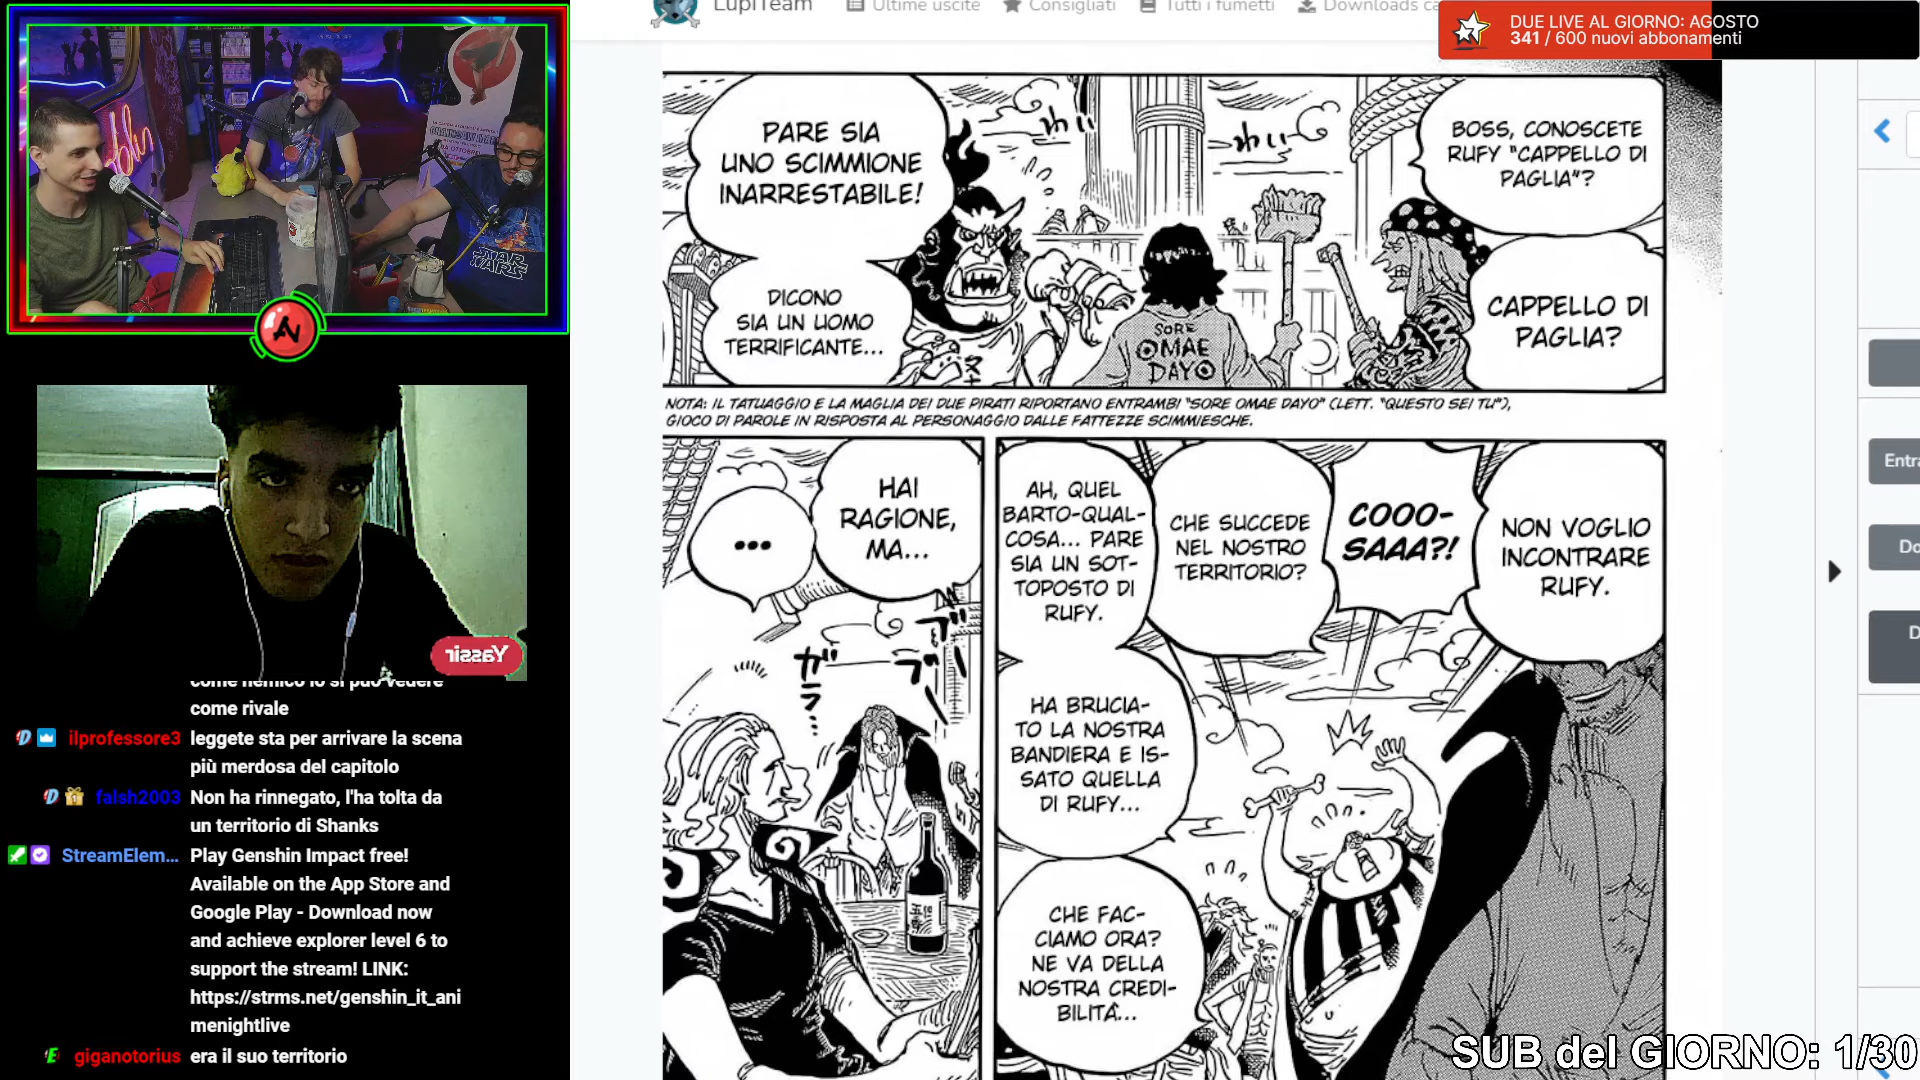 LupiTeam
Ultime uscite
Consigliati
Tutti i fumetti
Downloads
DUE LIVE AL GIORNO: AGOSTO
341 / 600 nuovi abbonamenti
BOSS, CONOSCETE
RUFY "CAPPELLO DI
PAGLIA"?
CAPPELLO DI
PAGLIA?
PARE SIA
UNO SCIMMIONE
INARRESTABILE!
DICONO
SIA UN UOMO
TERRIFICANTE...
SORE
OMAE
DAYO
NOTA: IL TATUAGGIO E LA MAGLIA DEI DUE PIRATI RIPORTANO ENTRAMBI "SORE OMAE DAYO" (LETT. "QUESTO SEI TU"),
GIOCO DI PAROLE IN RISPOSTA AL PERSONAGGIO DALLE FATTEZZE SCIMMIESCHE.
NON VOGLIO
INCONTRARE
RUFY.
COOO-
SAAA?!
CHE SUCCEDE
NEL NOSTRO
TERRITORIO?
AH, QUEL
BARTO-QUAL-
COSA... PARE
SIA UN SOT-
TOPOSTO DI
RUFY.
HA BRUCIA-
TO LA NOSTRA
BANDIERA E IS-
SATO QUELLA
DI RUFY...
CHE FAC-
CIAMO ORA?
NE VA DELLA
NOSTRA CREDI-
BILITÀ...
HAI
RAGIONE,
MA...
...
STAR
WARS
Yassir
come nemico lo si può vedere
come rivale
ilprofessore3 leggete sta per arrivare la scena
più merdosa del capitolo
falsh2003 Non ha rinnegato, l'ha tolta da
un territorio di Shanks
StreamElem... Play Genshin Impact free!
Available on the App Store and
Google Play - Download now
and achieve explorer level 6 to
support the stream! LINK:
https://strms.net/genshin_it_ani
menightlive
giganotorius era il suo territorio
Entra
SUB del GIORNO: 1/30